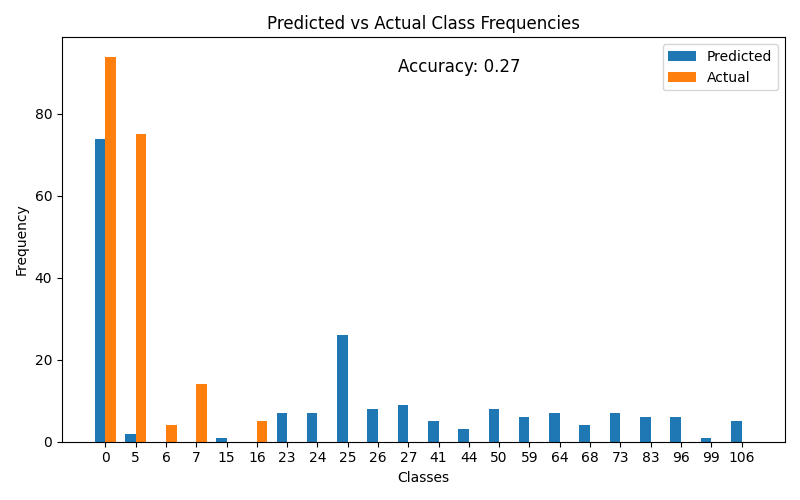 Predicted vs Actual Class Frequencies
Accuracy: 0.27
Predicted
Actual
Frequency
80
60
40
20
0
0 5 6 7 15 16 23 24 25 26 27 41 44 50 59 64 68 73 83 96 99 106
Classes